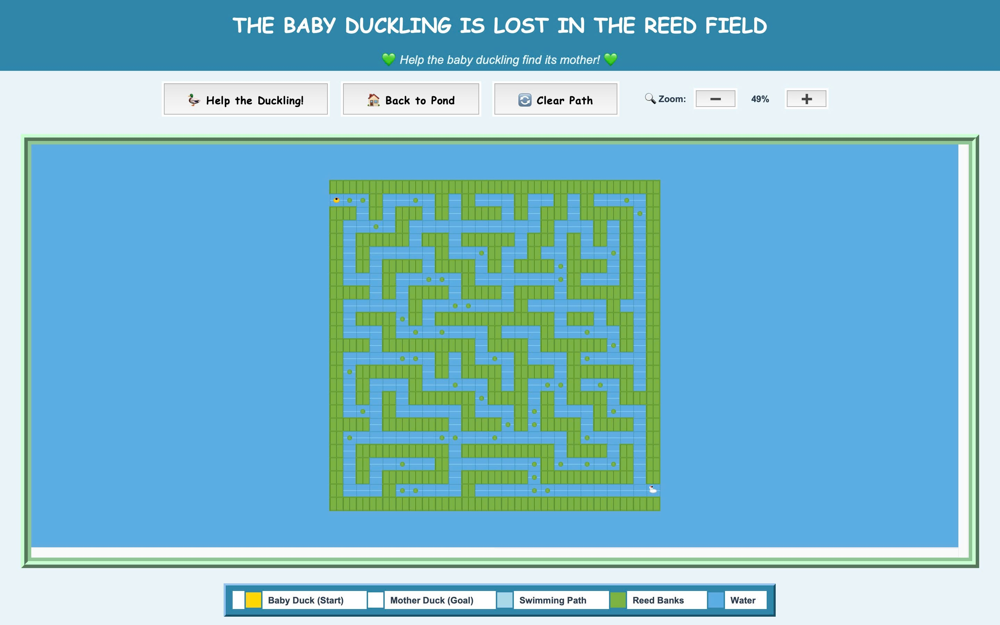 THE BABY DUCKLING IS LOST IN THE REED FIELD
💚 Help the baby duckling find its mother! 💚
🦆 Help the Duckling! 🏠 Back to Pond 🔄 Clear Path 🔍 Zoom: − 49% +
Baby Duck (Start) Mother Duck (Goal) Swimming Path Reed Banks Water